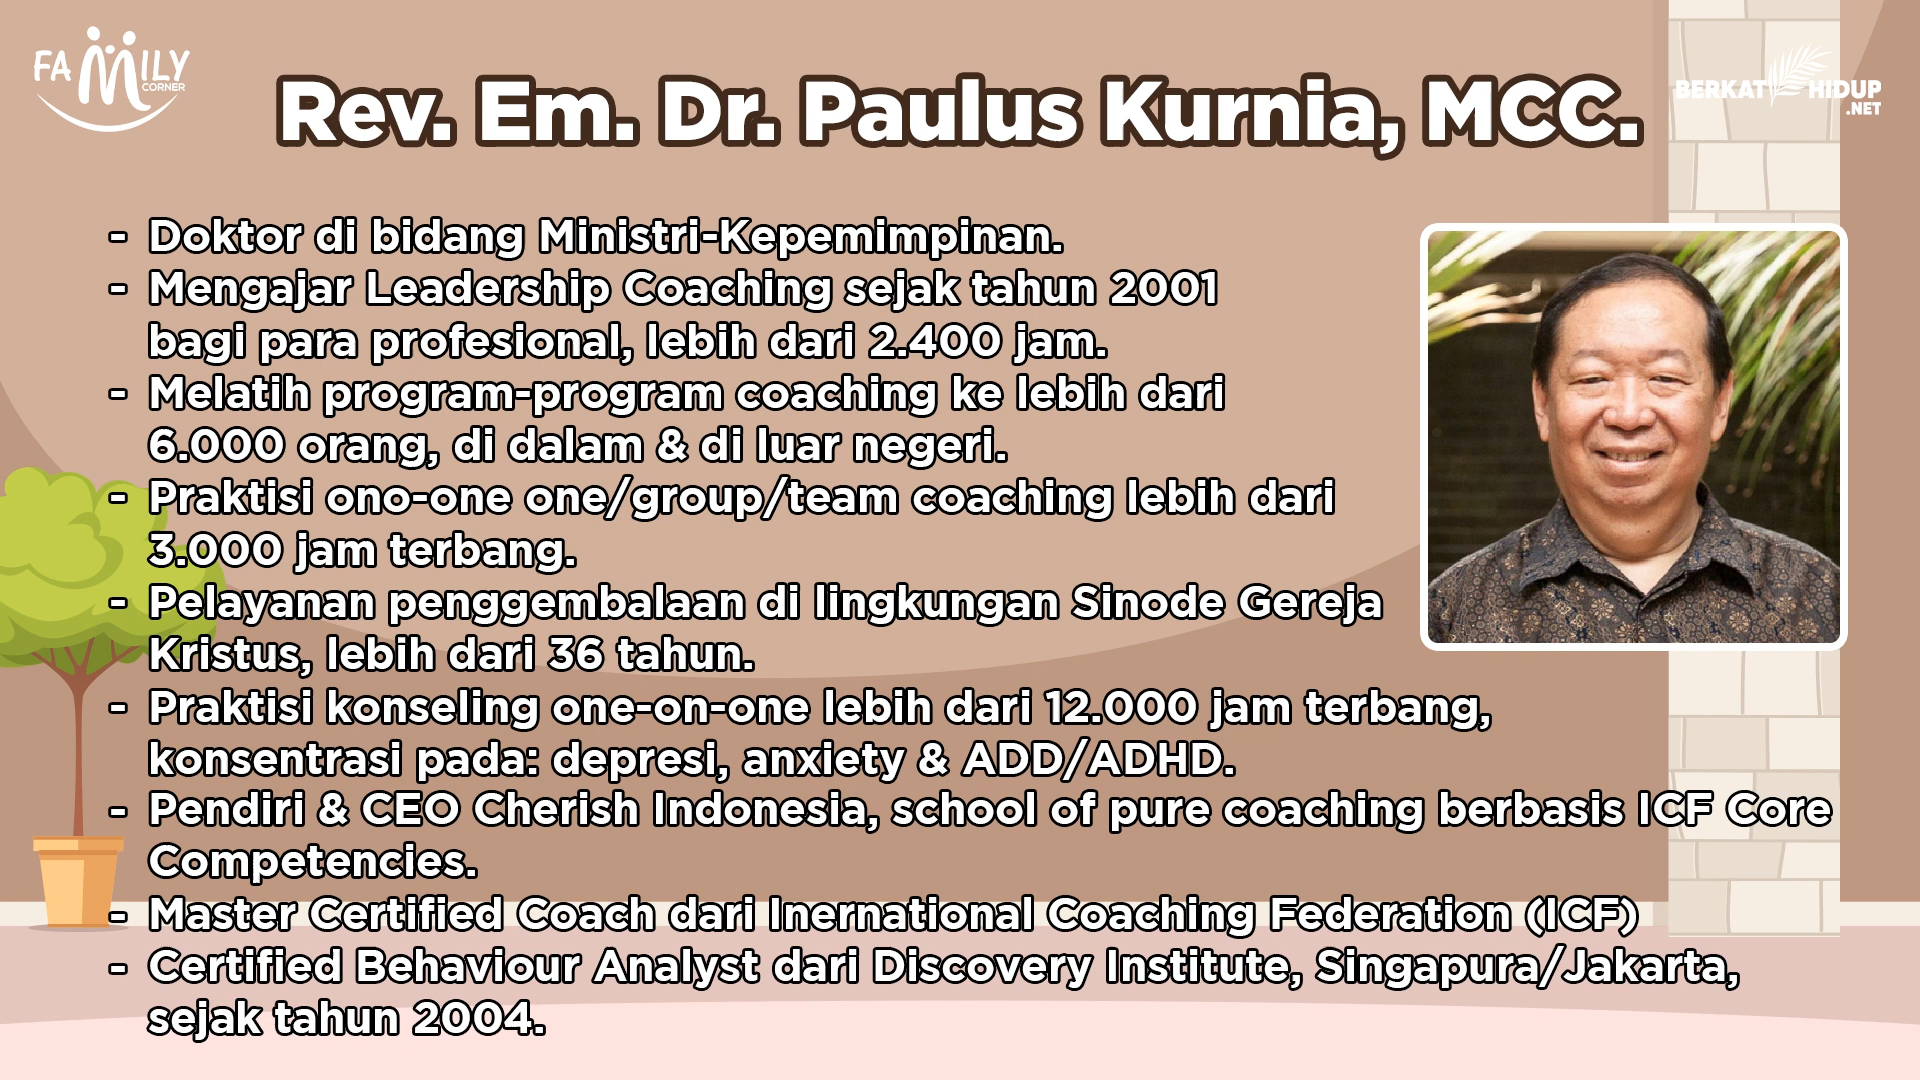 FAMILY
CORNER
BERKAT HIDUP
.NET
Rev. Em. Dr. Paulus Kurnia, MCC.
- Doktor di bidang Ministri-Kepemimpinan.
- Mengajar Leadership Coaching sejak tahun 2001
bagi para profesional, lebih dari 2.400 jam.
- Melatih program-program coaching ke lebih dari
6.000 orang, di dalam & di luar negeri.
- Praktisi ono-one one/group/team coaching lebih dari
3.000 jam terbang.
- Pelayanan penggembalaan di lingkungan Sinode Gereja
Kristus, lebih dari 36 tahun.
- Praktisi konseling one-on-one lebih dari 12.000 jam terbang,
konsentrasi pada: depresi, anxiety & ADD/ADHD.
- Pendiri & CEO Cherish Indonesia, school of pure coaching berbasis ICF Core
Competencies.
- Master Certified Coach dari Inernational Coaching Federation (ICF)
- Certified Behaviour Analyst dari Discovery Institute, Singapura/Jakarta,
sejak tahun 2004.